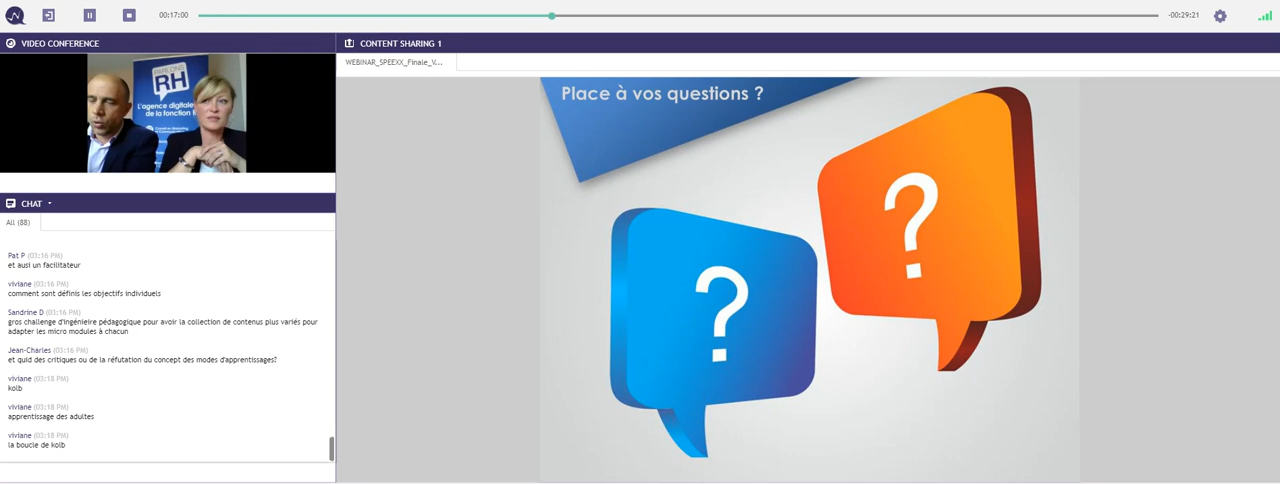 00:17:00
-00:29:21
VIDEO CONFERENCE
CONTENT SHARING 1
WEBINAR_SPEEXX_Finale_V...
PARLONS
RH
L'agence digitale
de la fonction
Place à vos questions ?
?
?
CHAT
All (88)
Pat P (03:16 PM)
et ausi un facilitateur
viviane (03:16 PM)
comment sont définis les objectifs individuels
Sandrine D (03:16 PM)
gros challenge d'ingénieire pédagogique pour avoir la collection de contenus plus variés pour
adapter les micro modules à chacun
Jean-Charles (03:16 PM)
et quid des critiques ou de la réfutation du concept des modes d'apprentissages?
viviane (03:18 PM)
kolb
viviane (03:18 PM)
apprentissage des adultes
viviane (03:18 PM)
la boucle de kolb